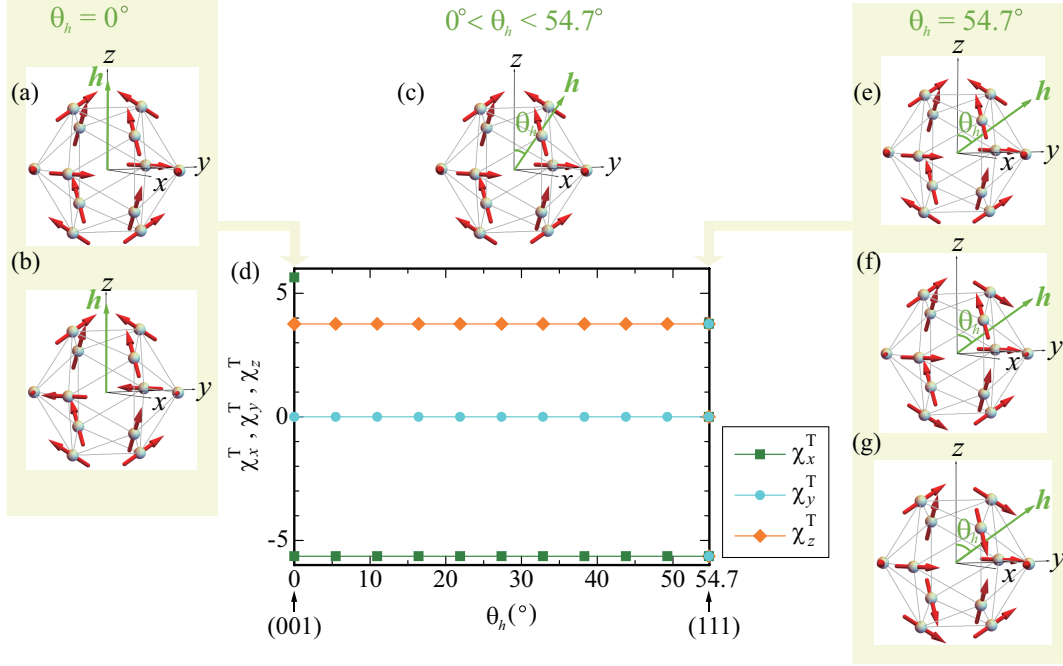 θh = 0°
0° < θh < 54.7°
θh = 54.7°
(a)
z
h
y
x
(b)
z
h
y
x
(c)
z
h
θh
y
x
(d)
χxT , χyT , χzT
5
0
-5
0
10
20
30
40
50
54.7
θh(°)
(001)
(111)
χxT
χyT
χzT
(e)
z
h
θh
y
x
(f)
z
h
θh
y
x
(g)
z
h
θh
y
x